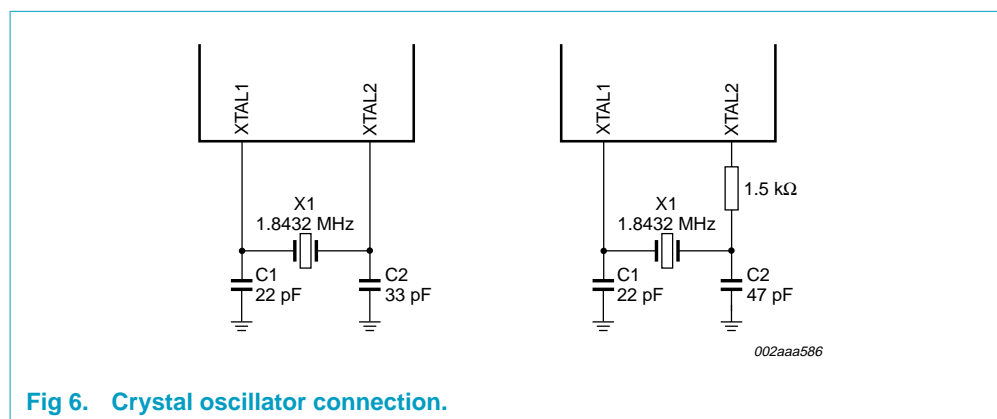 XTAL1
XTAL2
X1
1.8432 MHz
C1
22 pF
C2
33 pF
XTAL1
XTAL2
1.5 kΩ
X1
1.8432 MHz
C1
22 pF
C2
47 pF
002aaa586
Fig 6. Crystal oscillator connection.